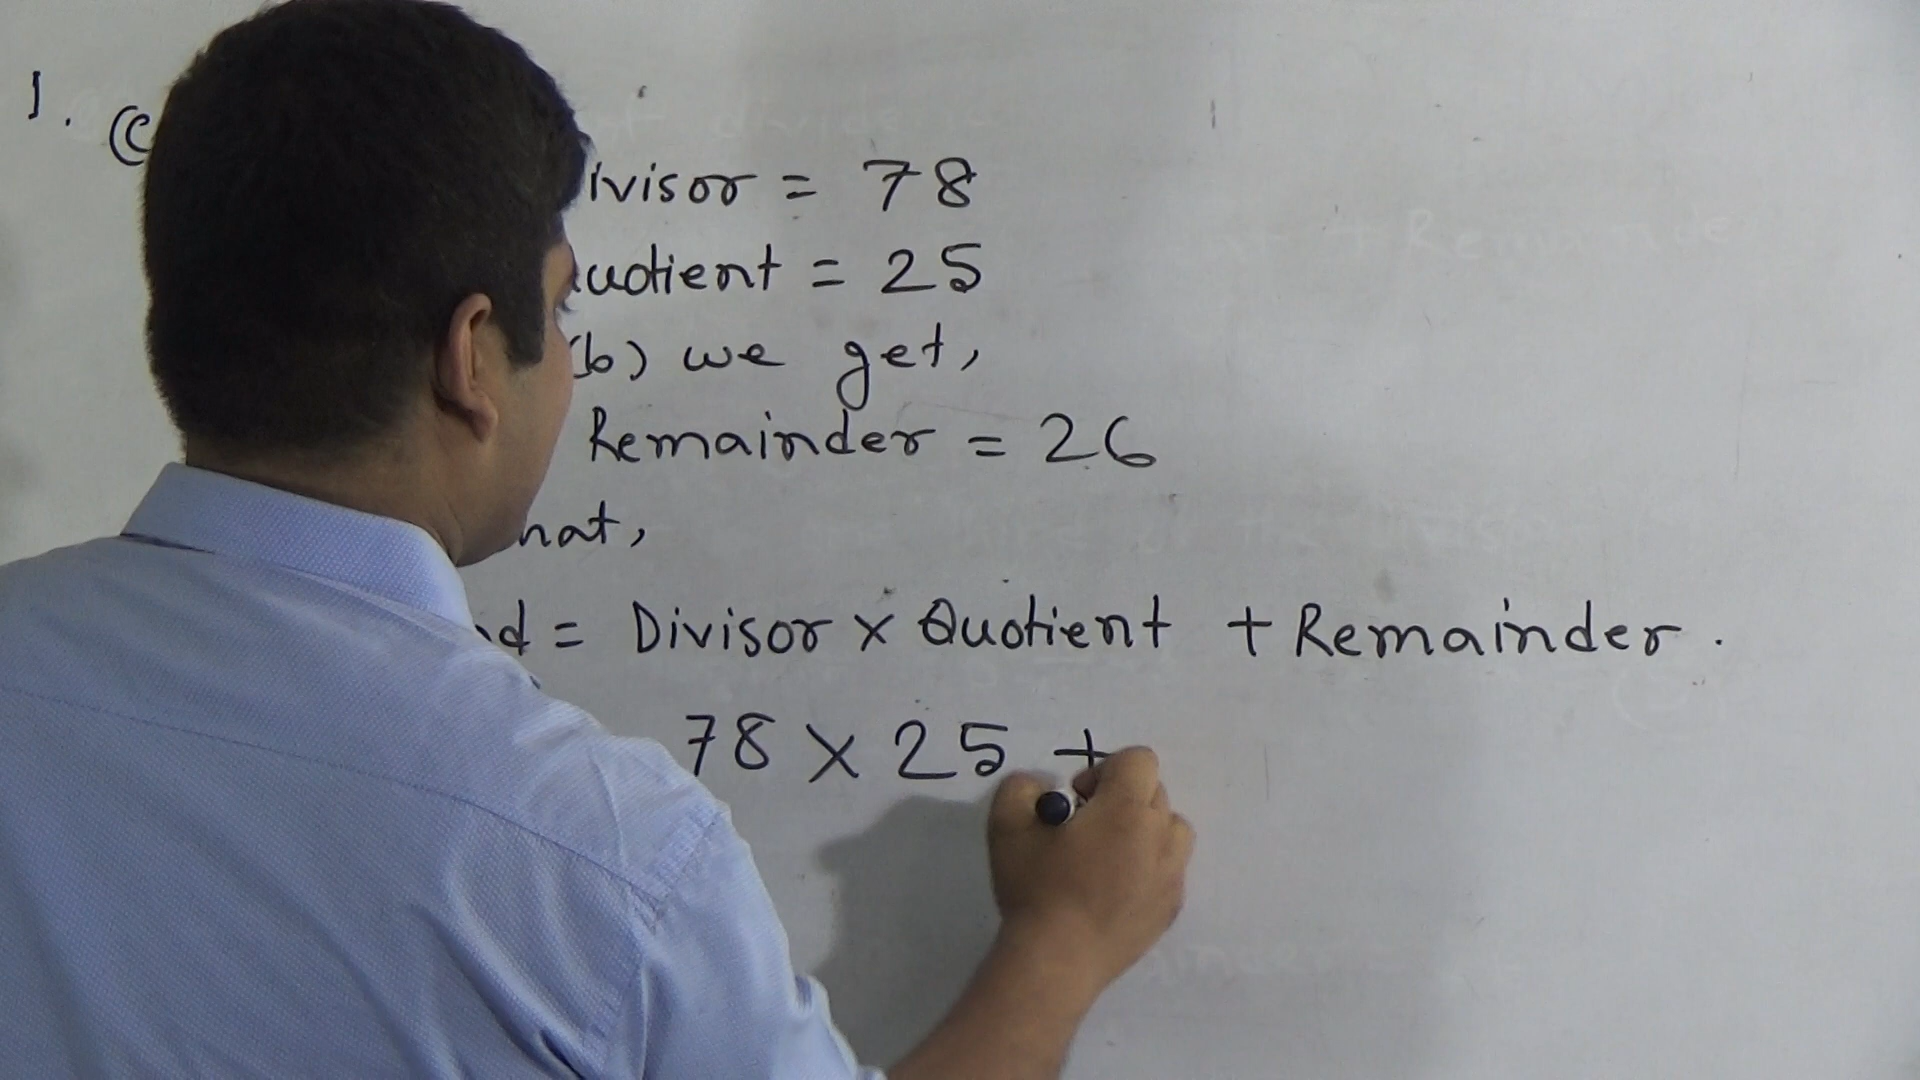 1. (c
ivisor = 78
uotient = 25
(b) we get,
Remainder = 26
hat,
d = Divisor × Quotient + Remainder.
78 × 25 +